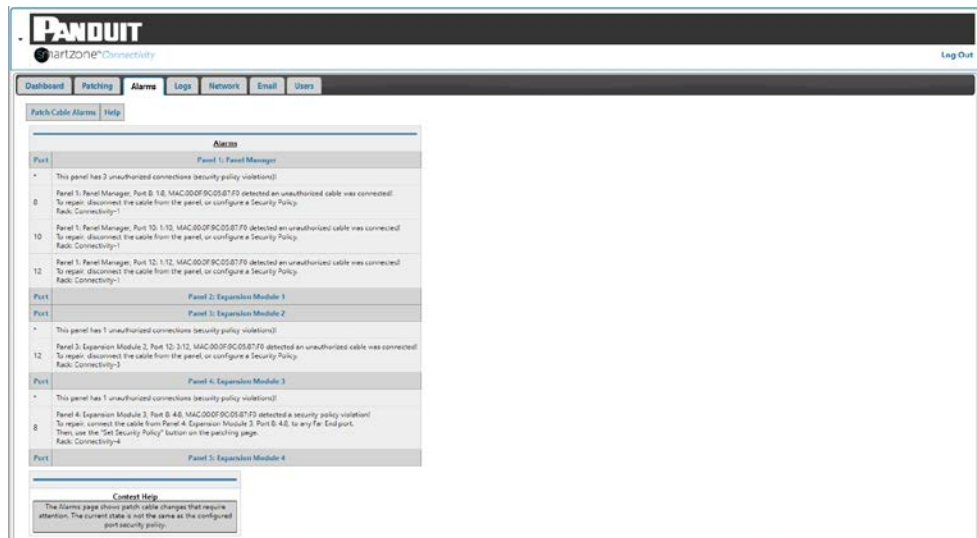 PANDUIT
Smartzone™ Connectivity
Log Out
Dashboard Patching Alarms Logs Network Email Users
Patch Cable Alarms Help
Alarms
Port Panel 1: Panel Manager
* This panel has 3 unauthorized connections (security policy violations)!
8 Panel 1: Panel Manager, Port 8: 1:8, MAC:00:0F:9C:05:87:F0 detected an unauthorized cable was connected!
To repair, disconnect the cable from the panel, or configure a Security Policy.
Rack: Connectivity-1
10 Panel 1: Panel Manager, Port 10: 1:10, MAC:00:0F:9C:05:87:F0 detected an unauthorized cable was connected!
To repair, disconnect the cable from the panel, or configure a Security Policy.
Rack: Connectivity-1
12 Panel 1: Panel Manager, Port 12: 1:12, MAC:00:0F:9C:05:87:F0 detected an unauthorized cable was connected!
To repair, disconnect the cable from the panel, or configure a Security Policy.
Rack: Connectivity-1
Port Panel 2: Expansion Module 1
Port Panel 3: Expansion Module 2
* This panel has 1 unauthorized connections (security policy violations)!
12 Panel 3: Expansion Module 2, Port 12: 3:12, MAC:00:0F:9C:05:87:F0 detected an unauthorized cable was connected!
To repair, disconnect the cable from the panel, or configure a Security Policy.
Rack: Connectivity-3
Port Panel 4: Expansion Module 3
* This panel has 1 unauthorized connections (security policy violations)!
8 Panel 4: Expansion Module 3, Port 8: 4:8, MAC:00:0F:9C:05:87:F0 detected a security policy violation!
To repair, connect the cable from Panel 4: Expansion Module 3, Port 8: 4:8, to any Far End port.
Then, use the "Set Security Policy" button on the patching page.
Rack: Connectivity-4
Port Panel 5: Expansion Module 4
Context Help
The Alarms page shows patch cable changes that require
attention. The current state is not the same as the configured
port security policy.